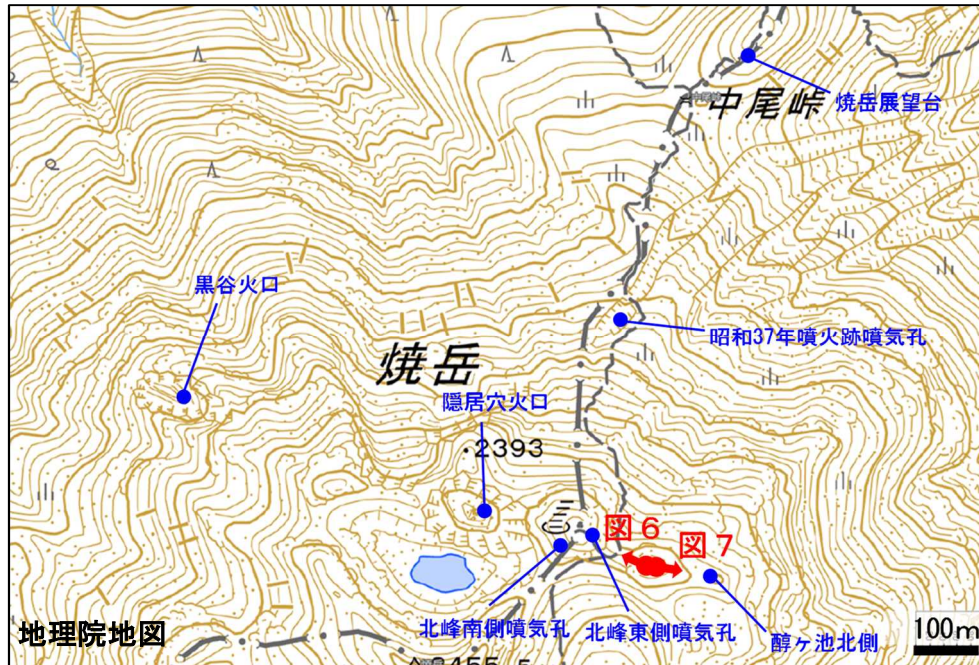 焼岳展望台
中尾峠
中尾峠
黒谷火口
昭和37年噴火跡噴気孔
焼岳
隠居穴火口
2393
図6
図7
北峰南側噴気孔
北峰東側噴気孔
醇ヶ池北側
地理院地図
100m